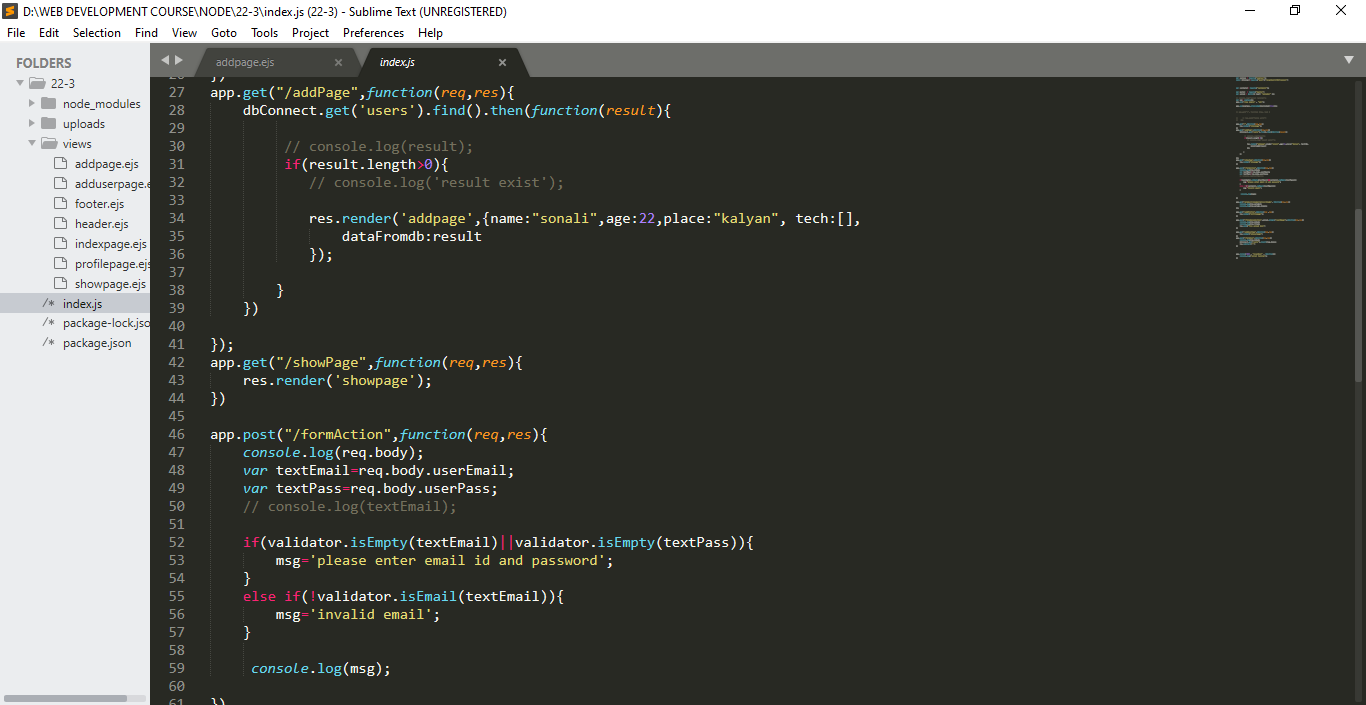 D:\WEB DEVELOPMENT COURSE\NODE\22-3\index.js (22-3) - Sublime Text (UNREGISTERED)
File Edit Selection Find View Goto Tools Project Preferences Help
FOLDERS
22-3
node_modules
uploads
views
addpage.ejs
adduserpage.e
footer.ejs
header.ejs
indexpage.ejs
profilepage.ejs
showpage.ejs
/* index.js
/* package-lock.jso
/* package.json
addpage.ejs × index.js ×
26 })
27 app.get("/addPage",function(req,res){
28     dbConnect.get('users').find().then(function(result){
29
30          // console.log(result);
31          if(result.length>0){
32             // console.log('result exist');
33
34             res.render('addpage',{name:"sonali",age:22,place:"kalyan", tech:[],
35                 dataFromdb:result
36             });
37
38         }
39     })
40
41 });
42 app.get("/showPage",function(req,res){
43     res.render('showpage');
44 })
45
46 app.post("/formAction",function(req,res){
47     console.log(req.body);
48     var textEmail=req.body.userEmail;
49     var textPass=req.body.userPass;
50     // console.log(textEmail);
51
52     if(validator.isEmpty(textEmail)||validator.isEmpty(textPass)){
53         msg='please enter email id and password';
54     }
55     else if(!validator.isEmail(textEmail)){
56         msg='invalid email';
57     }
58
59      console.log(msg);
60
61 })